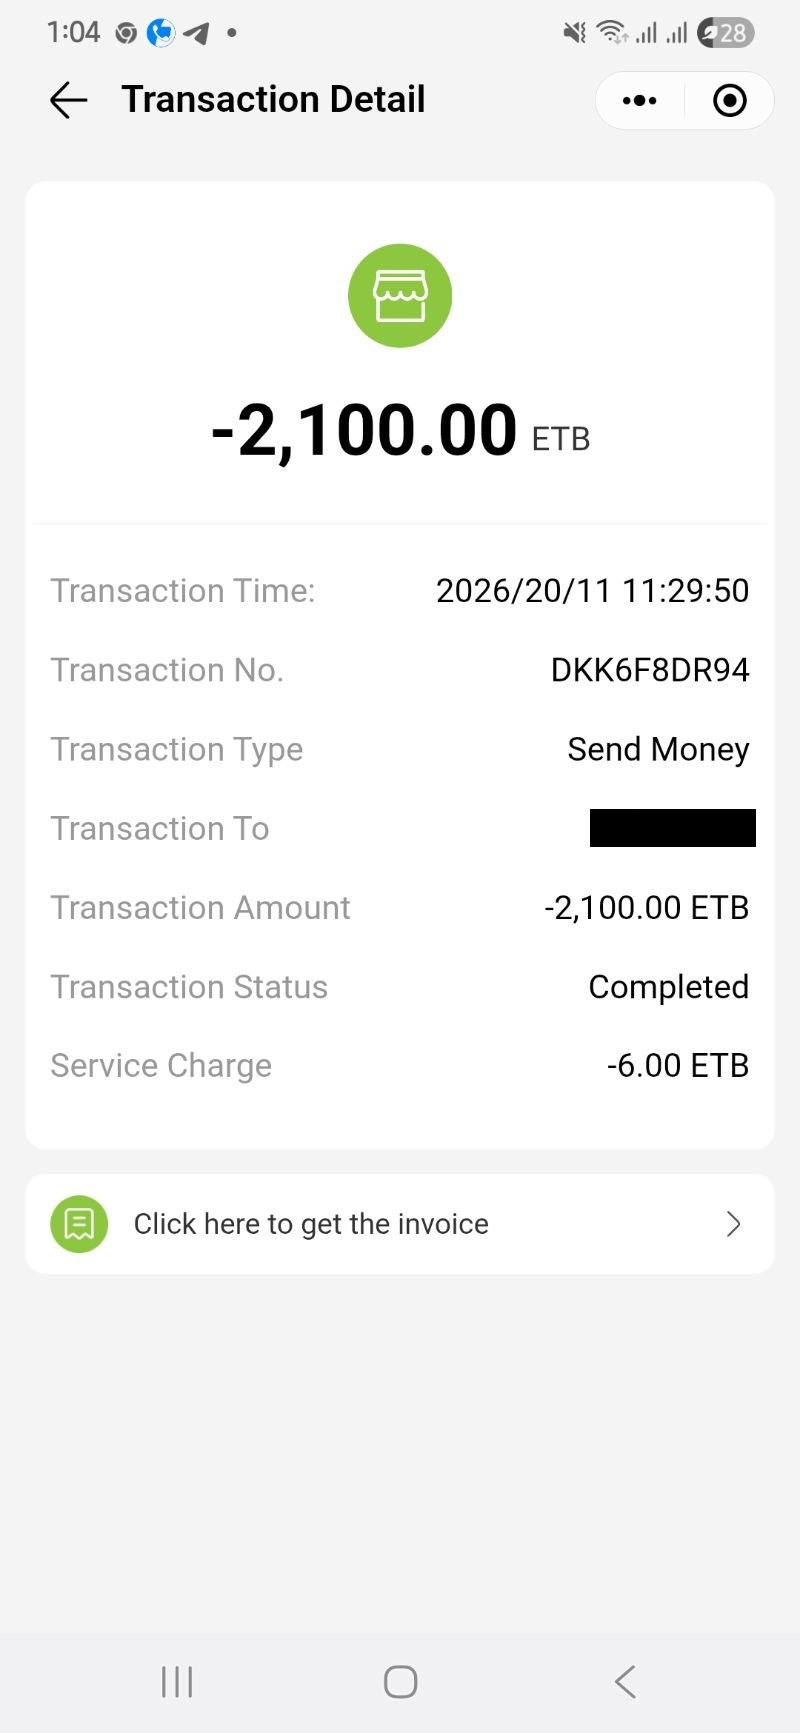 1:04
28
Transaction Detail
-2,100.00 ETB
Transaction Time: 2026/20/11 11:29:50
Transaction No. DKK6F8DR94
Transaction Type Send Money
Transaction To
Transaction Amount -2,100.00 ETB
Transaction Status Completed
Service Charge -6.00 ETB
Click here to get the invoice